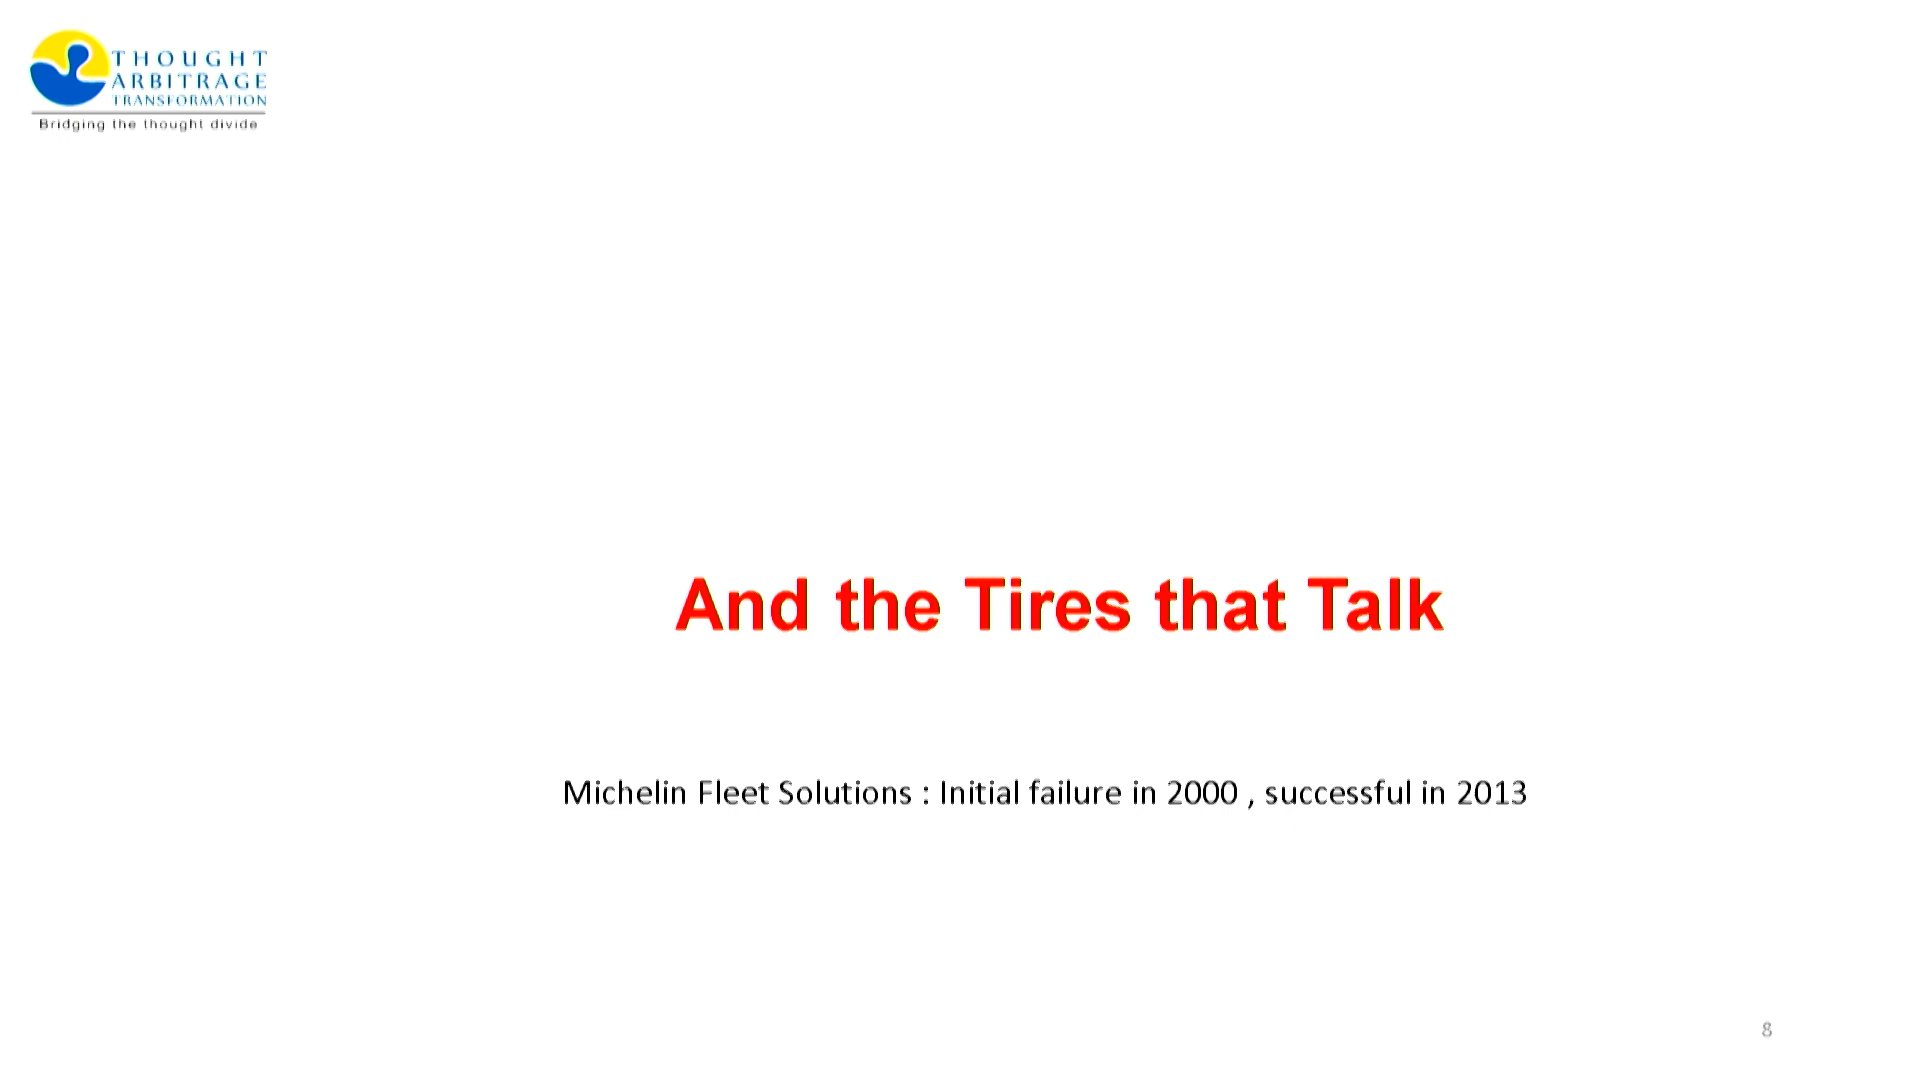 THOUGHT
ARBITRAGE
TRANSFORMATION
Bridging the thought divide
And the Tires that Talk
Michelin Fleet Solutions : Initial failure in 2000 , successful in 2013
8